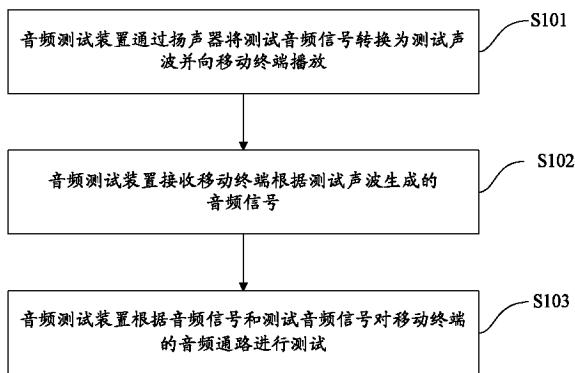 音频测试装置通过扬声器将测试音频信号转换为测试声
波并向移动终端播放
S101
音频测试装置接收移动终端根据测试声波生成的
音频信号
S102
音频测试装置根据音频信号和测试音频信号对移动终端
的音频通路进行测试
S103